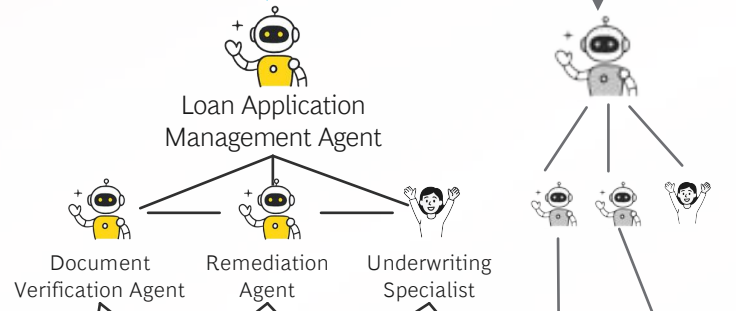 Loan Application
Management Agent
Document
Verification Agent
Remediation
Agent
Underwriting
Specialist